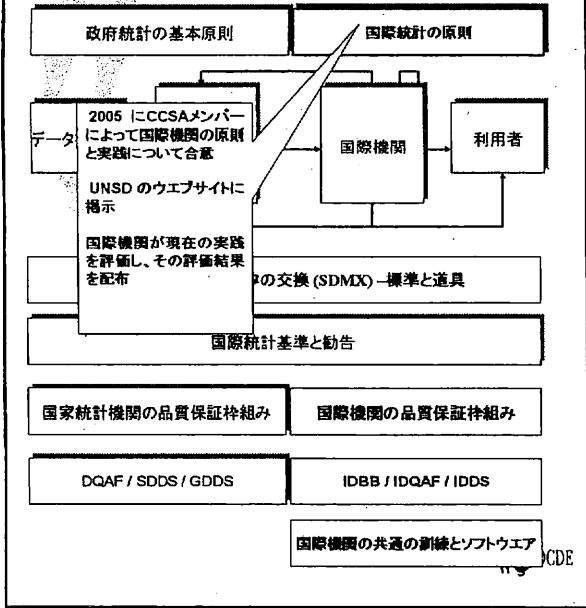 政府統計の基本原則
国際統計の原則
データ
2005 にCCSAメンバー
によって国際機関の原則
と実践について合意
UNSD のウエブサイトに
掲示
国際機関が現在の実践
を評価し、その評価結果
を配布
国際機関
利用者
の交換 (SDMX) –標準と道具
国際統計基準と勧告
国家統計機関の品質保証枠組み
国際機関の品質保証枠組み
DQAF / SDDS / GDDS
IDBB / IDQAF / IDDS
国際機関の共通の訓練とソフトウエア
CDE